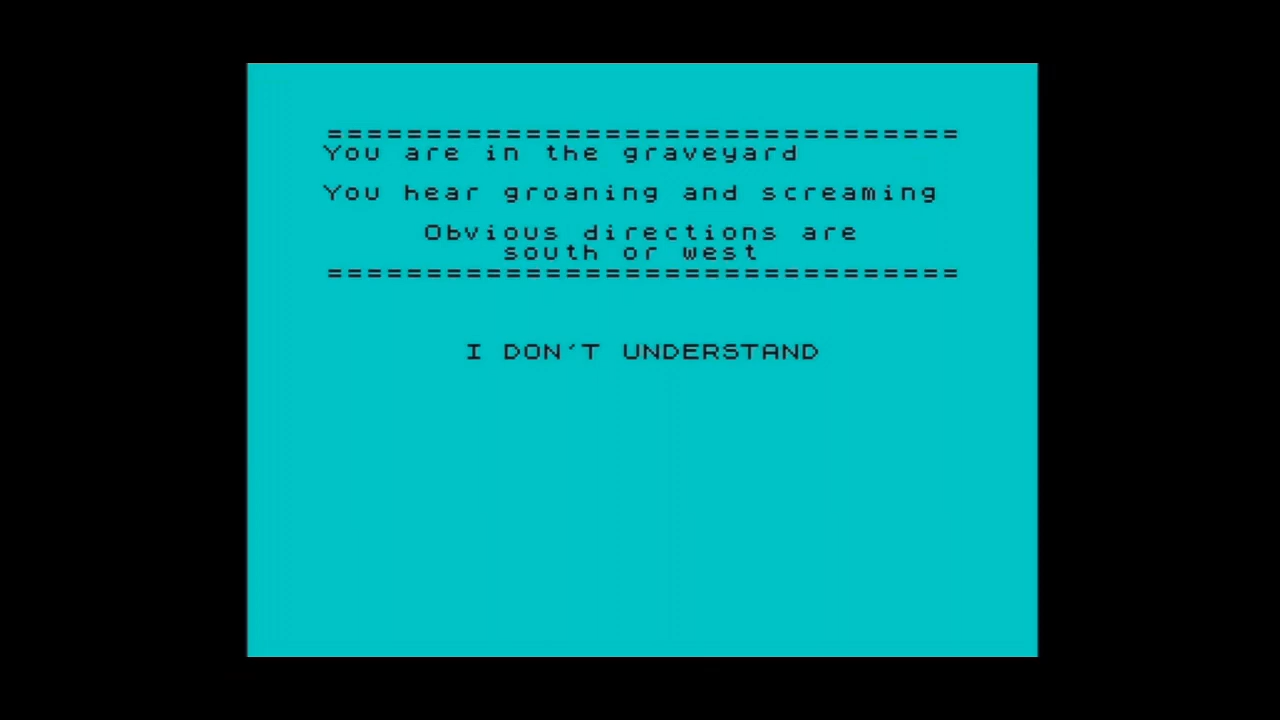 ================================
You are in the graveyard
You hear groaning and screaming
Obvious directions are
south or west
================================
I DON'T UNDERSTAND